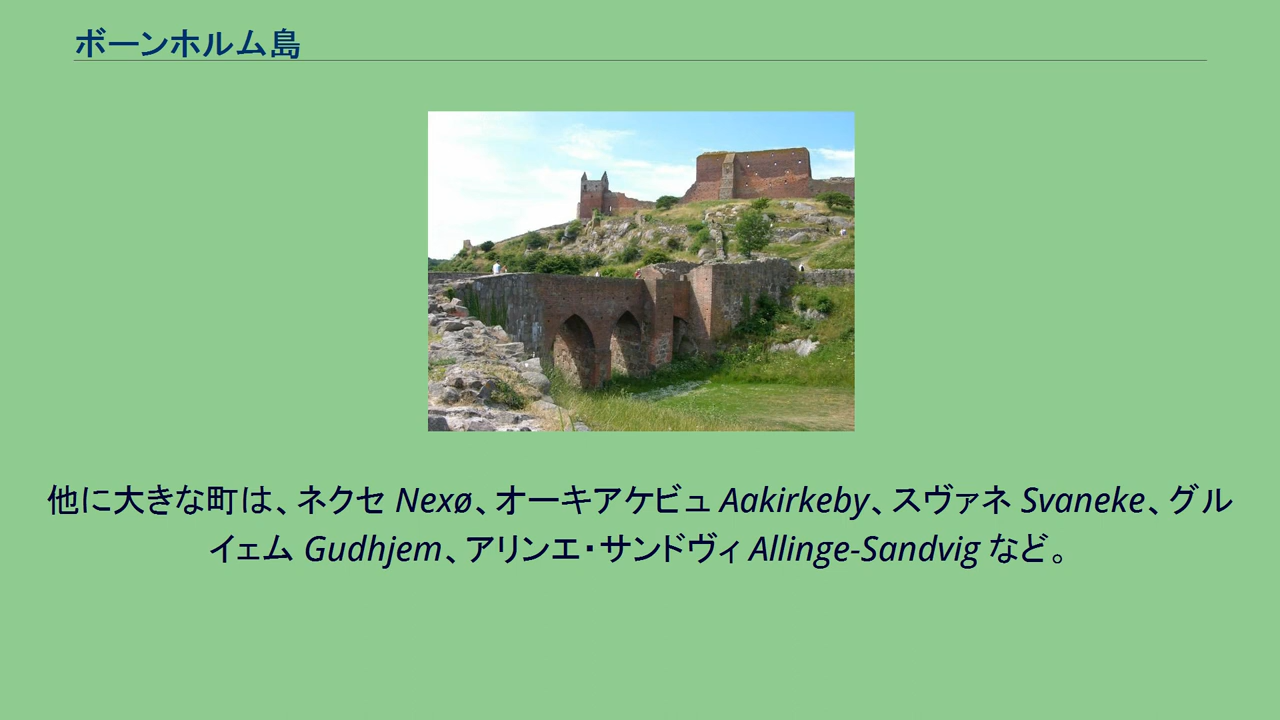 ボーンホルム島
他に大きな町は、ネクセ Nexø、オーキアケビュ Aakirkeby、スヴァネ Svaneke、グル
イェム Gudhjem、アリンエ・サンドヴィ Allinge-Sandvig など。